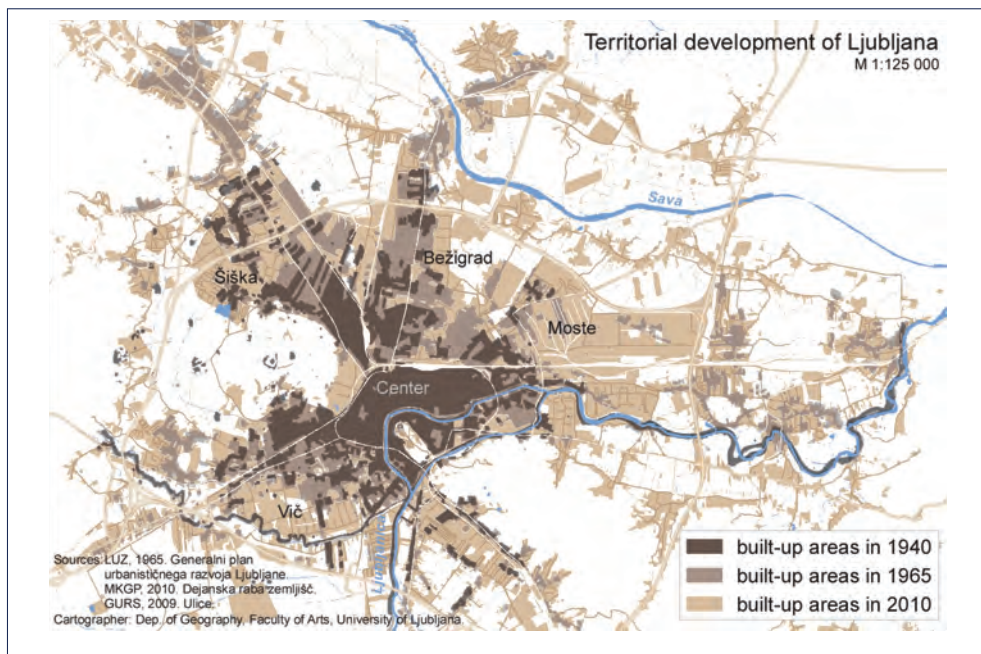 Territorial development of Ljubljana
M 1:125 000
Sava
Bežigrad
Šiška
Moste
Center
Vič
Ljubljanica
built-up areas in 1940
built-up areas in 1965
built-up areas in 2010
Sources: LUZ, 1965. Generalni plan
urbanističnega razvoja Ljubljane.
MKGP, 2010. Dejanska raba zemljišč.
GURS, 2009. Ulice.
Cartographer: Dep. of Geography, Faculty of Arts, University of Ljubljana.